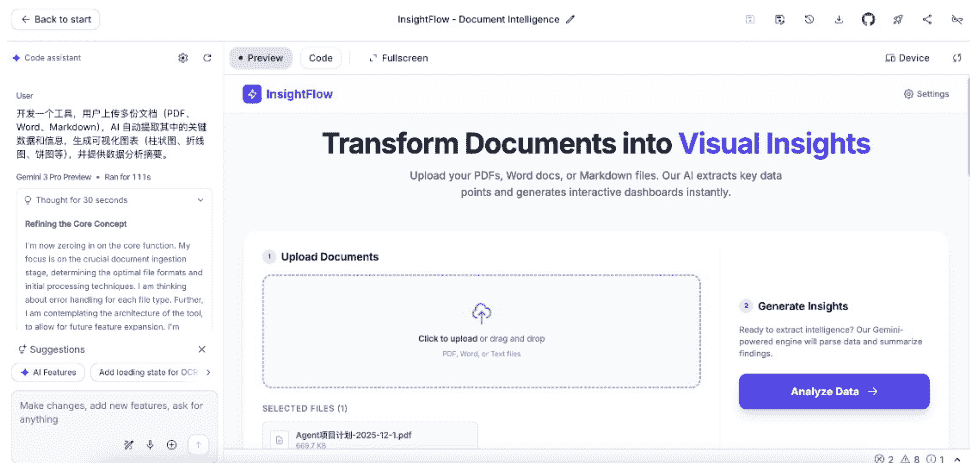 Back to start
InsightFlow - Document Intelligence
Code assistant
Preview
Code
Fullscreen
Device
User
开发一个工具，用户上传多份文档（PDF、
Word、Markdown），AI 自动提取其中的关键
数据和信息，生成可视化图表（柱状图、折线
图、饼图等），并提供数据分析摘要。
Gemini 3 Pro Preview • Ran for 111s
Thought for 30 seconds
Refining the Core Concept
I'm now zeroing in on the core function. My
focus is on the crucial document ingestion
stage, determining the optimal file formats and
initial processing techniques. I am thinking
about error handling for each file type. Further,
I am contemplating the architecture of the tool,
to allow for future feature expansion. I'm
Suggestions
AI Features
Add loading state for OCR
Make changes, add new features, ask for
anything
InsightFlow
Settings
Transform Documents into Visual Insights
Upload your PDFs, Word docs, or Markdown files. Our AI extracts key data
points and generates interactive dashboards instantly.
1 Upload Documents
Click to upload or drag and drop
PDF, Word, or Text files
SELECTED FILES (1)
Agent项目计划-2025-12-1.pdf
669.7 KB
2 Generate Insights
Ready to extract intelligence? Our Gemini-
powered engine will parse data and summarize
findings.
Analyze Data
2 8 1